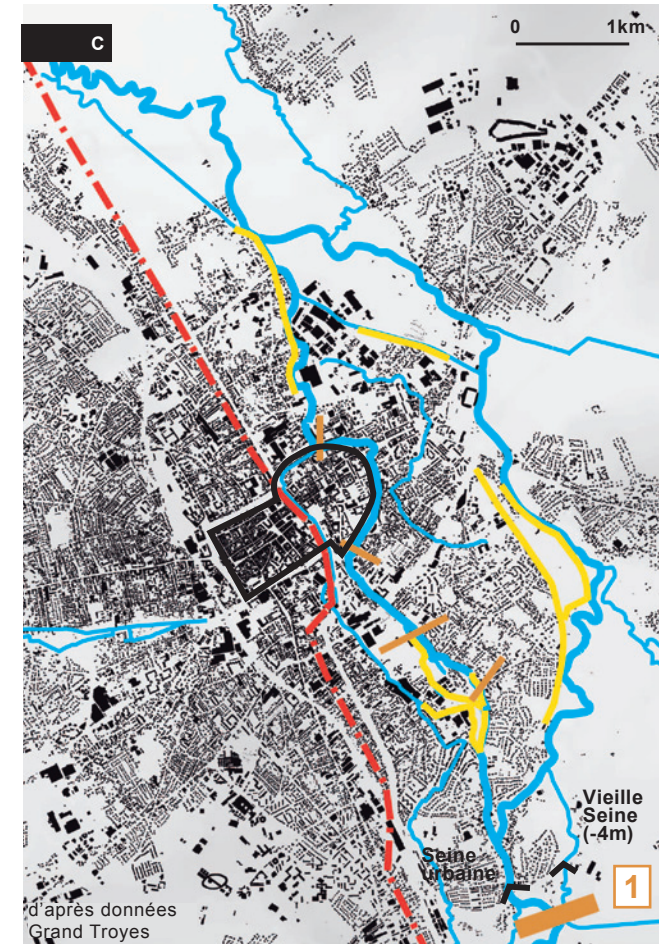 C
0 1km
Vieille
Seine
(-4m)
Seine
urbaine
1
d'après données
Grand Troyes